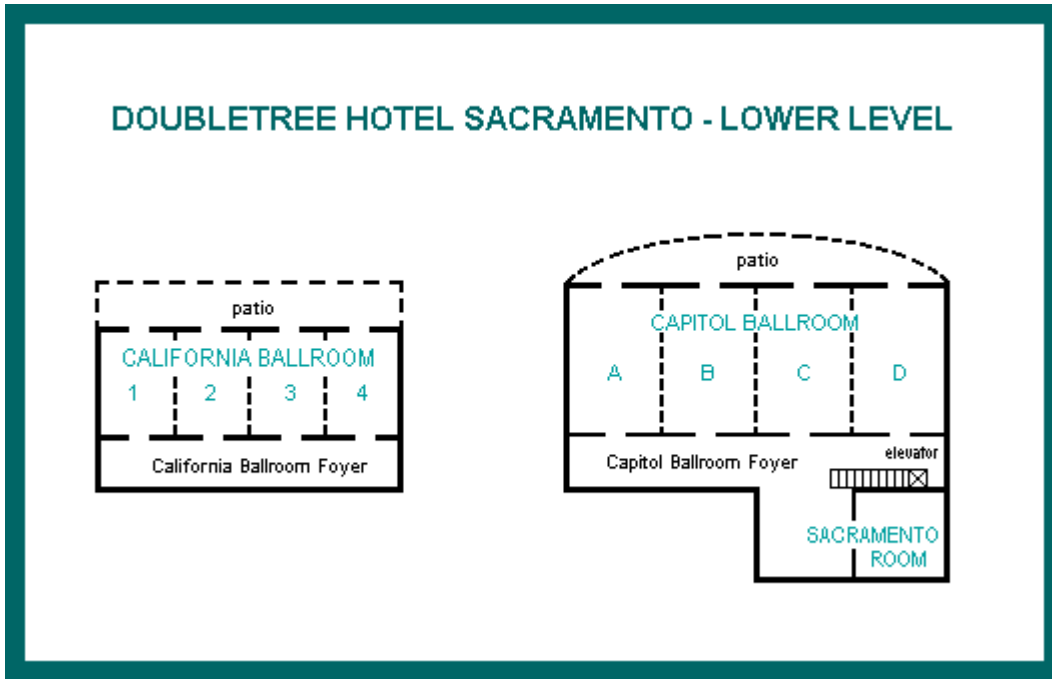 DOUBLETREE HOTEL SACRAMENTO - LOWER LEVEL
patio
CALIFORNIA BALLROOM
1 2 3 4
California Ballroom Foyer
patio
CAPITOL BALLROOM
A B C D
Capitol Ballroom Foyer
elevator
SACRAMENTO
ROOM